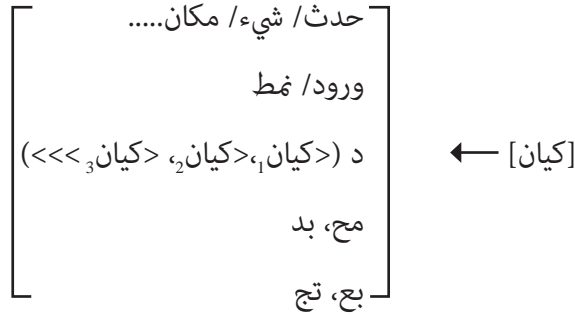 حدث/ شيء/ مكان.....
ورود/ نمط
[كيان] ← د (<كيان₁،<كيان₂، <كيان₃ >>>)
مح، بد
بع، تج